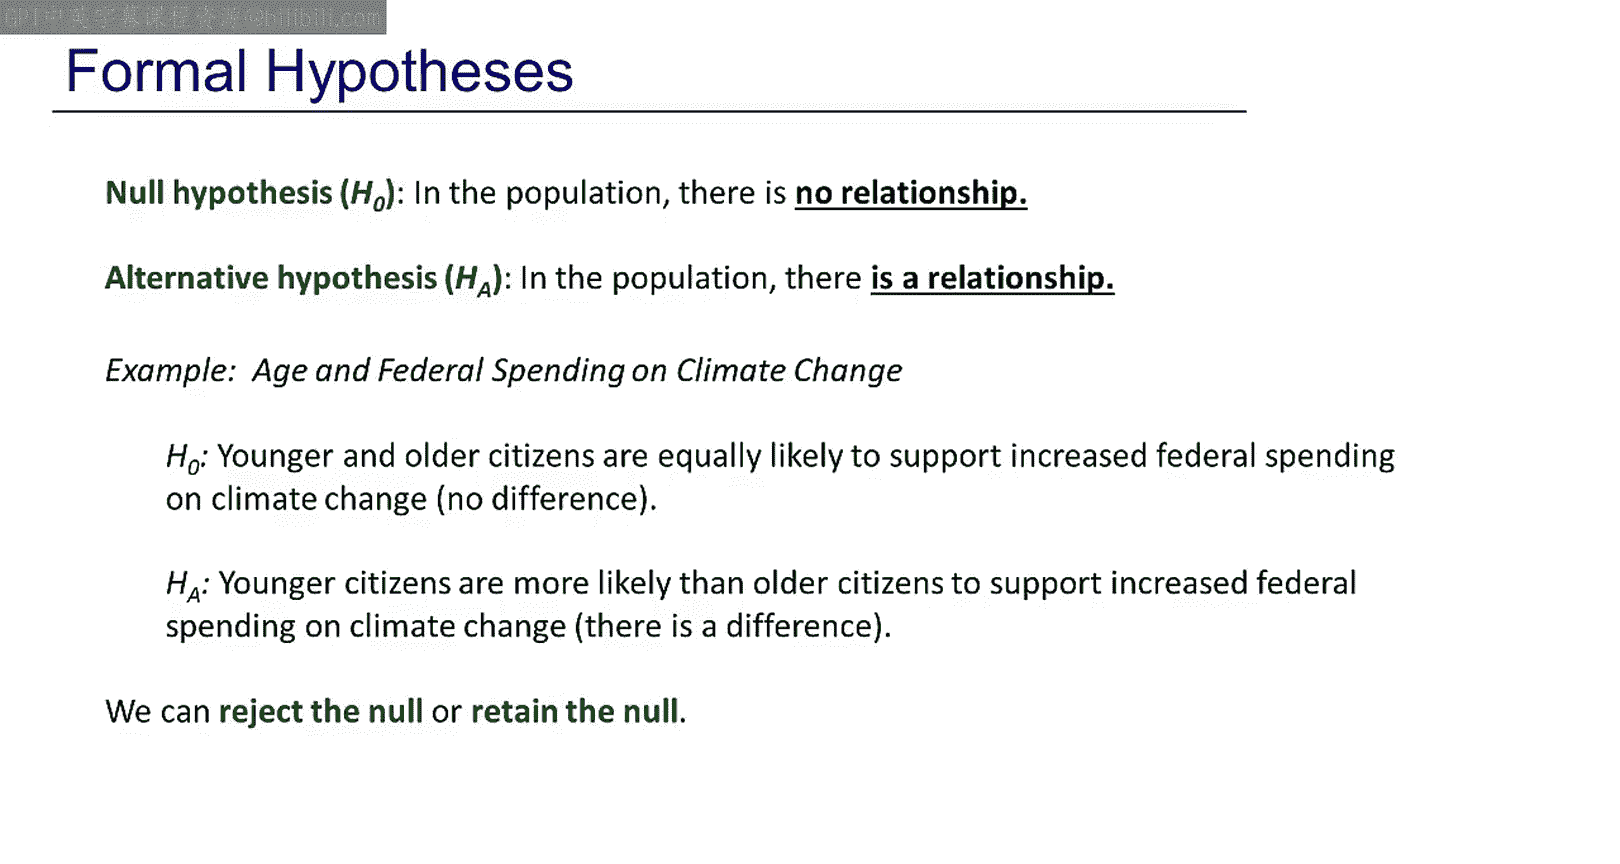 Formal Hypotheses
Null hypothesis (H0): In the population, there is no relationship.
Alternative hypothesis (HA): In the population, there is a relationship.
Example: Age and Federal Spending on Climate Change
H0: Younger and older citizens are equally likely to support increased federal spending
on climate change (no difference).
HA: Younger citizens are more likely than older citizens to support increased federal
spending on climate change (there is a difference).
We can reject the null or retain the null.